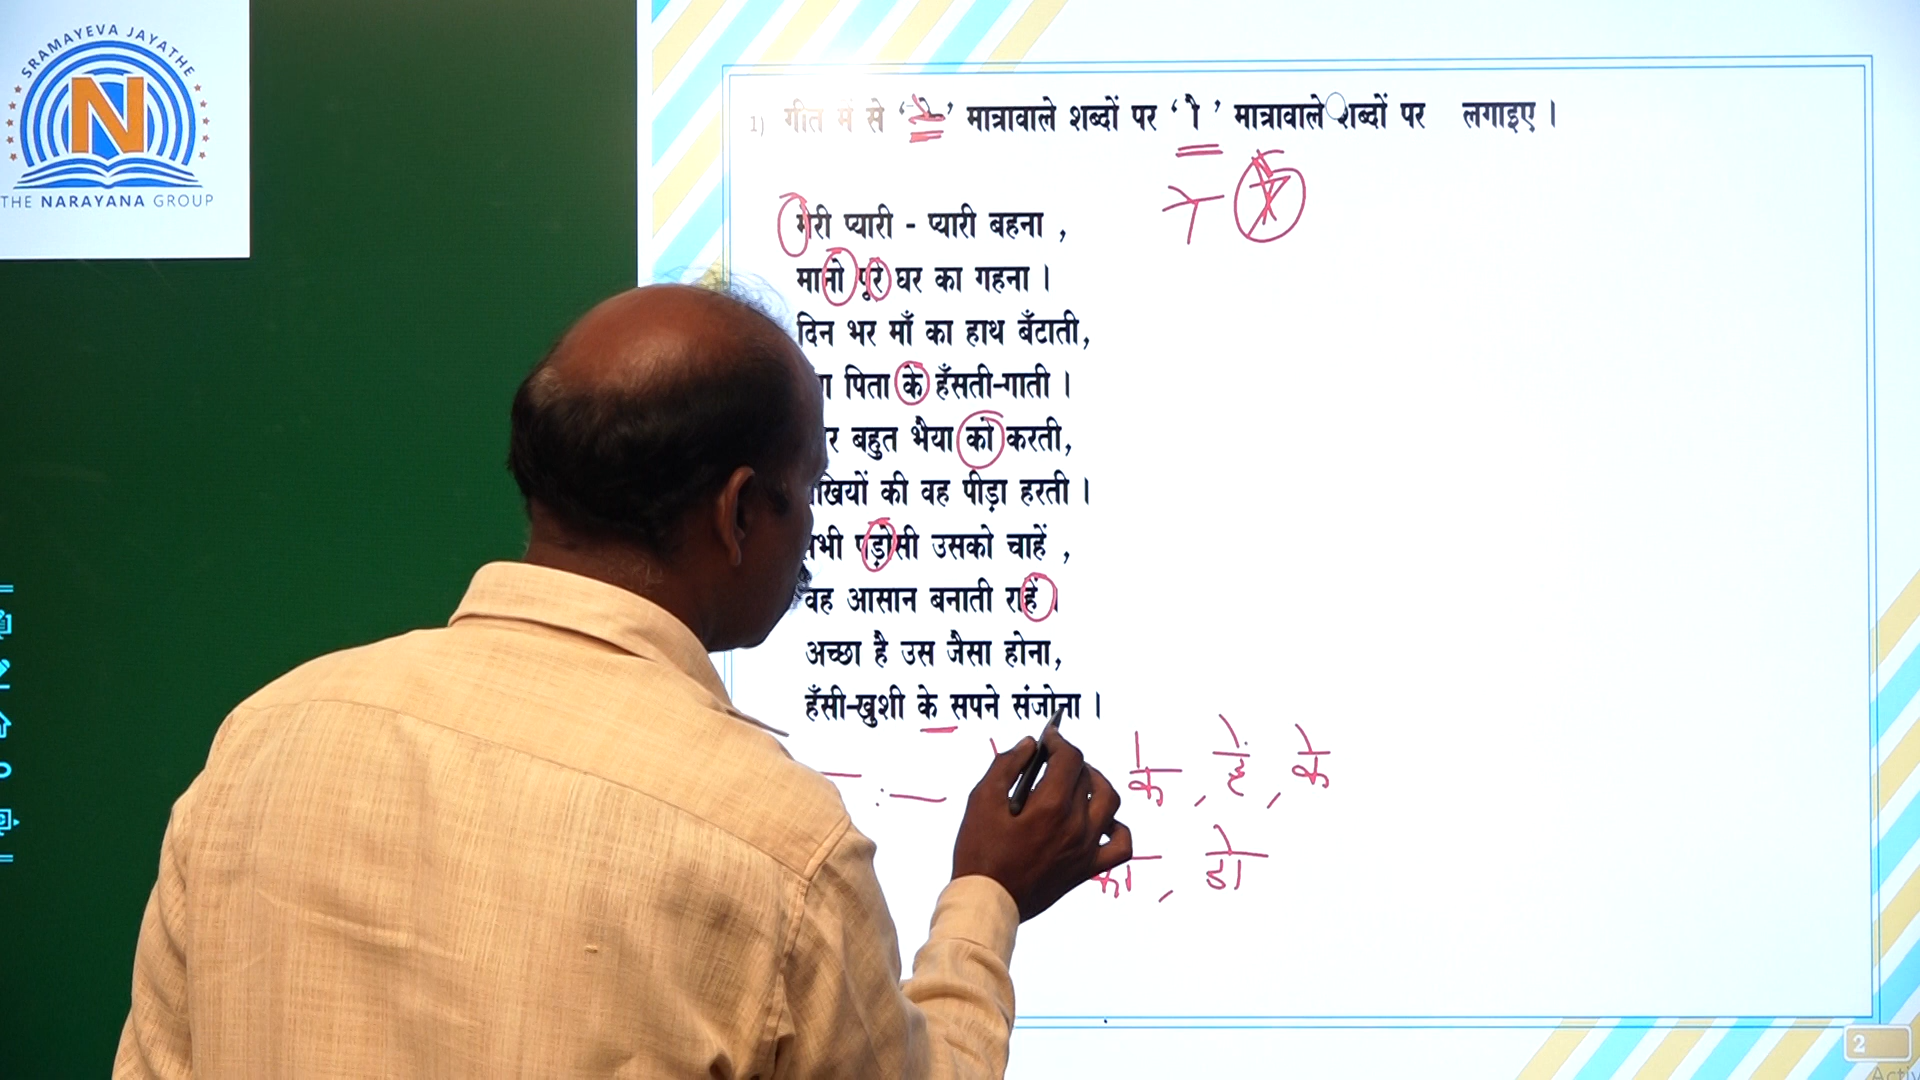 SRAMAYEVA JAYATHE
N
THE NARAYANA GROUP
1) गीत में से ‘ े’ मात्रावाले शब्दों पर ‘ ो ’ मात्रावाले शब्दों पर लगाइए ।
मेरी प्यारी - प्यारी बहना ,
मानो पूरे घर का गहना ।
दिन भर माँ का हाथ बँटाती,
पिता के हँसती-गाती ।
बहुत भैया को करती,
की वह पीड़ा हरती ।
पड़ोसी उसको चाहें ,
वह आसान बनाती राहें ।
अच्छा है उस जैसा होना,
हँसी-खुशी के सपने संजोना ।
के , हें , के
डो
2